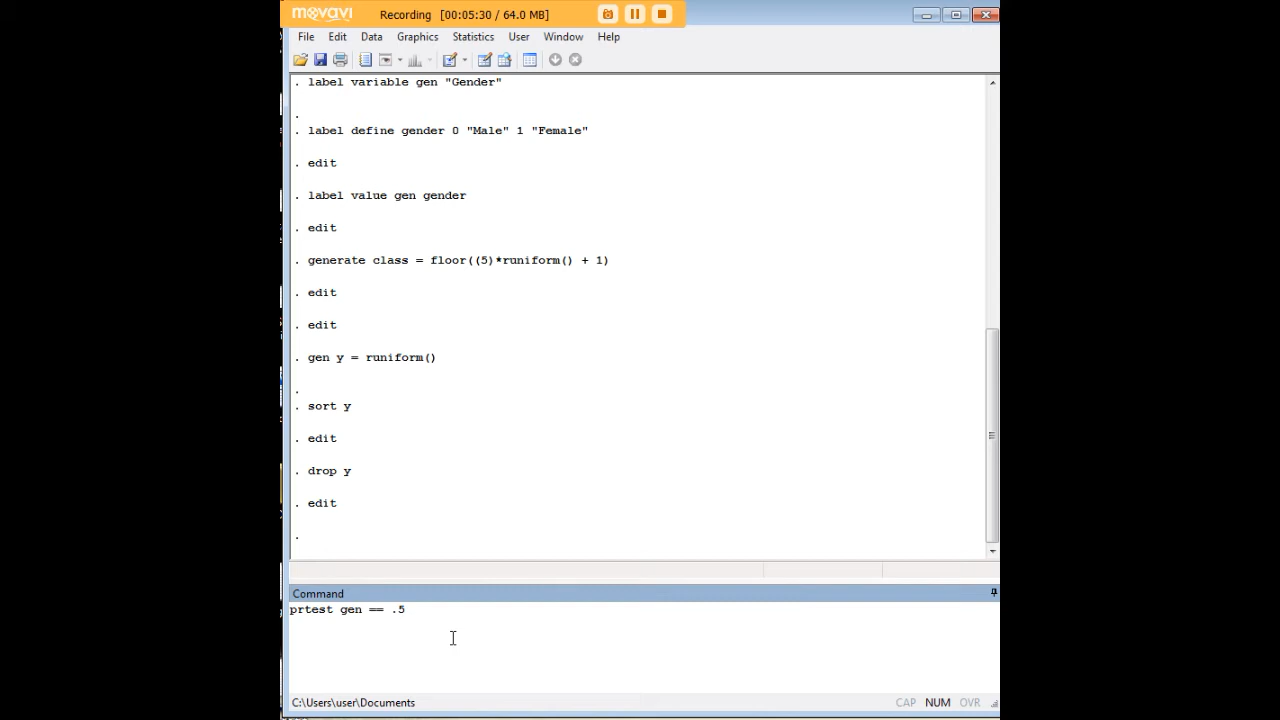 movavi Recording [00:05:30 / 64.0 MB]
File Edit Data Graphics Statistics User Window Help
. label variable gen "Gender"
.
. label define gender 0 "Male" 1 "Female"
. edit
. label value gen gender
. edit
. generate class = floor((5)*runiform() + 1)
. edit
. edit
. gen y = runiform()
.
. sort y
. edit
. drop y
. edit
.
Command
prtest gen == .5
C:\Users\user\Documents CAP NUM OVR